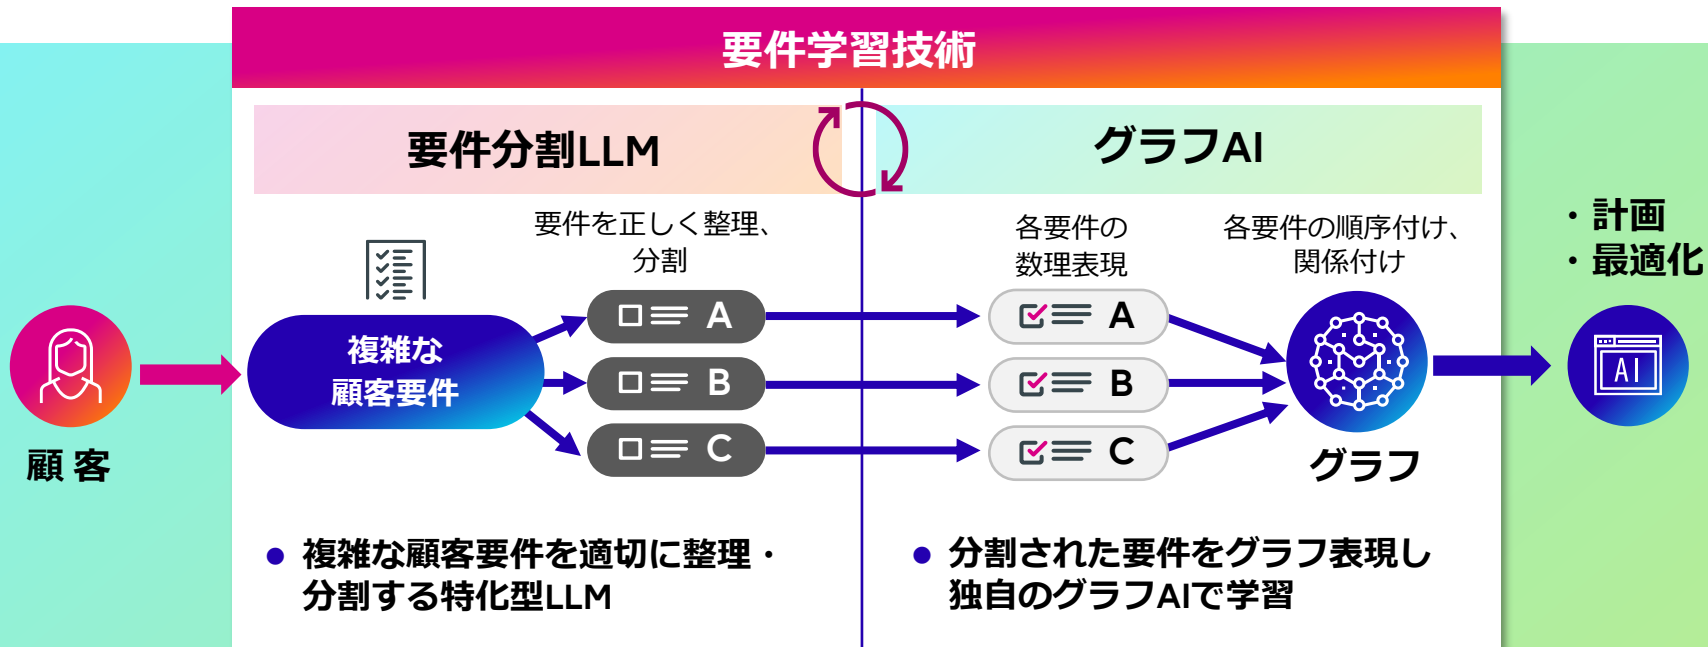 要件学習技術
要件分割LLM
グラフAI
要件を正しく整理、
分割
各要件の
数理表現
各要件の順序付け、
関係付け
・計画
・最適化
顧客
複雑な
顧客要件
A
B
C
A
B
C
グラフ
AI
● 複雑な顧客要件を適切に整理・
分割する特化型LLM
● 分割された要件をグラフ表現し
独自のグラフAIで学習